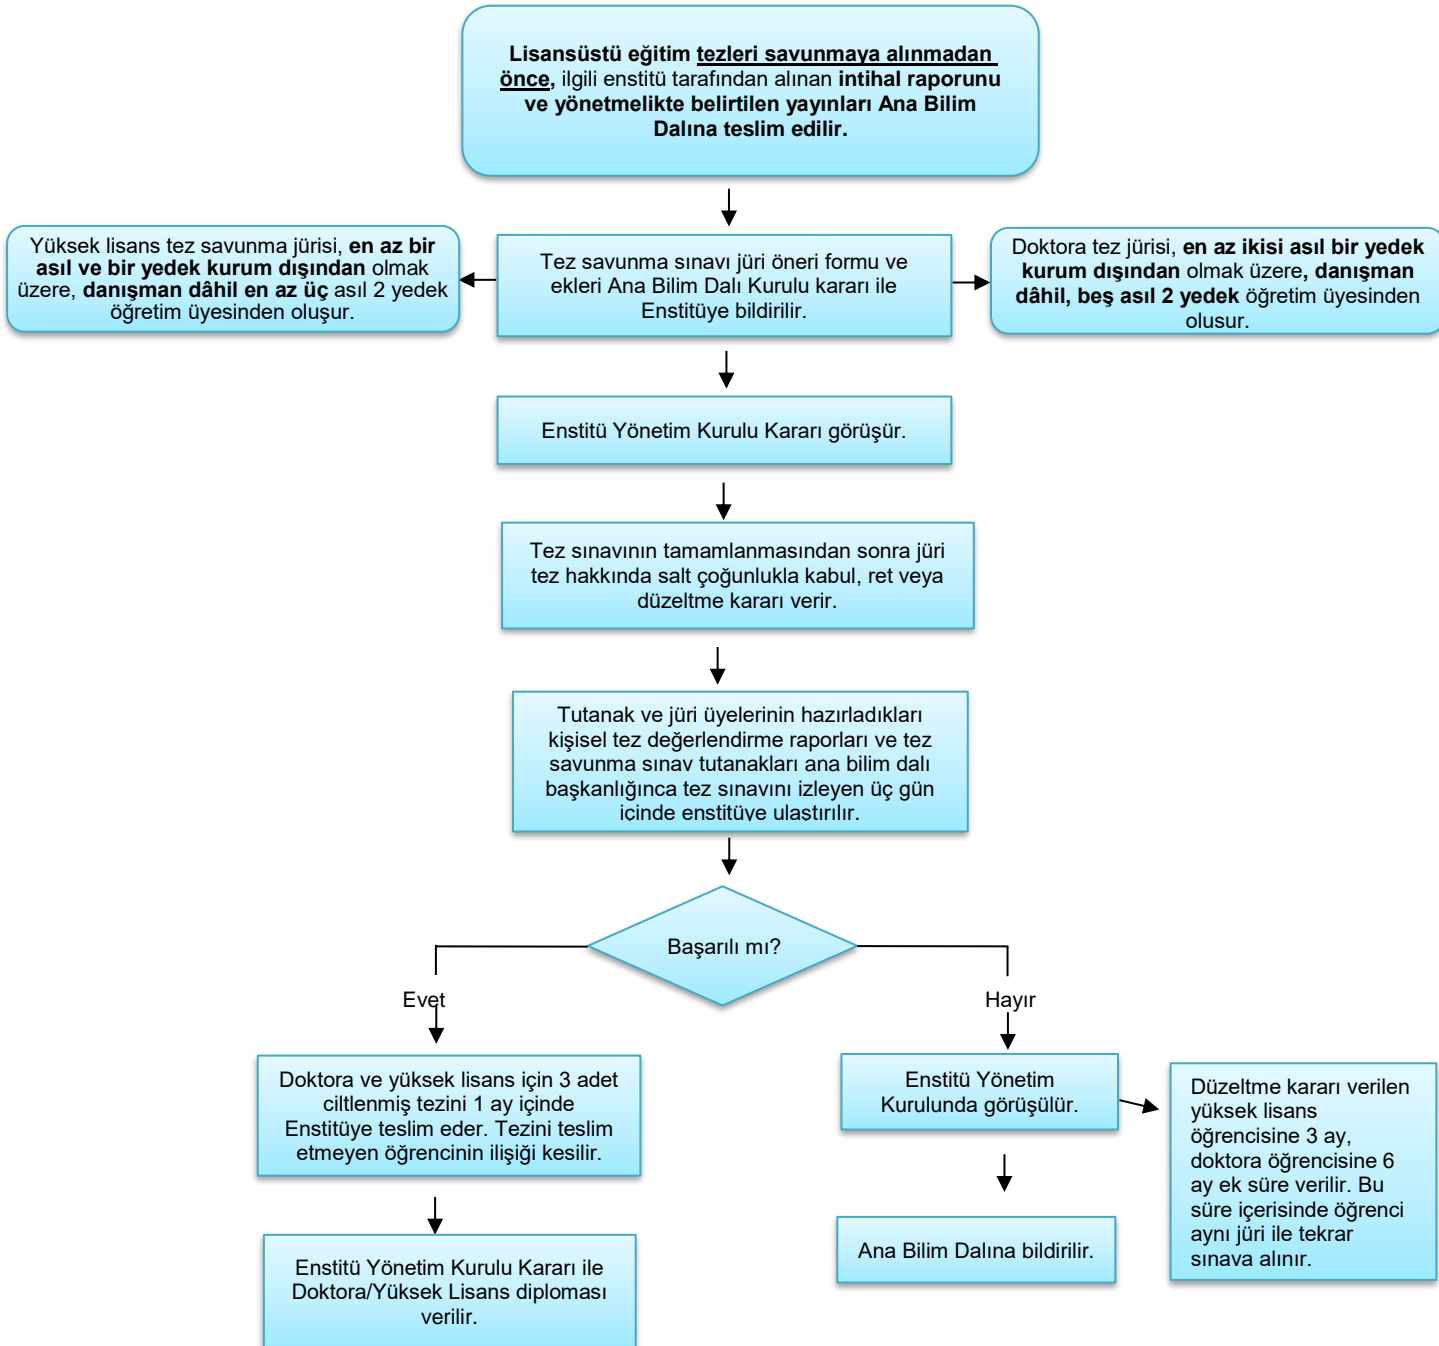 Lisansüstü eğitim tezleri savunmaya alınmadan
önce, ilgili enstitü tarafından alınan intihal raporunu
ve yönetmelikte belirtilen yayınları Ana Bilim
Dalına teslim edilir.
Yüksek lisans tez savunma jürisi, en az bir
asıl ve bir yedek kurum dışından olmak
üzere, danışman dâhil en az üç asıl 2 yedek
öğretim üyesinden oluşur.
Tez savunma sınavı jüri öneri formu ve
ekleri Ana Bilim Dalı Kurulu kararı ile
Enstitüye bildirilir.
Doktora tez jürisi, en az ikisi asıl bir yedek
kurum dışından olmak üzere, danışman
dâhil, beş asıl 2 yedek öğretim üyesinden
oluşur.
Enstitü Yönetim Kurulu Kararı görüşür.
Tez sınavının tamamlanmasından sonra jüri
tez hakkında salt çoğunlukla kabul, ret veya
düzeltme kararı verir.
Tutanak ve jüri üyelerinin hazırladıkları
kişisel tez değerlendirme raporları ve tez
savunma sınav tutanakları ana bilim dalı
başkanlığınca tez sınavını izleyen üç gün
içinde enstitüye ulaştırılır.
Başarılı mı?
Evet
Hayır
Doktora ve yüksek lisans için 3 adet
ciltlenmiş tezini 1 ay içinde
Enstitüye teslim eder. Tezini teslim
etmeyen öğrencinin ilişiği kesilir.
Enstitü Yönetim
Kurulunda görüşülür.
Düzeltme kararı verilen
yüksek lisans
öğrencisine 3 ay,
doktora öğrencisine 6
ay ek süre verilir. Bu
süre içerisinde öğrenci
aynı jüri ile tekrar
sınava alınır.
Enstitü Yönetim Kurulu Kararı ile
Doktora/Yüksek Lisans diploması
verilir.
Ana Bilim Dalına bildirilir.